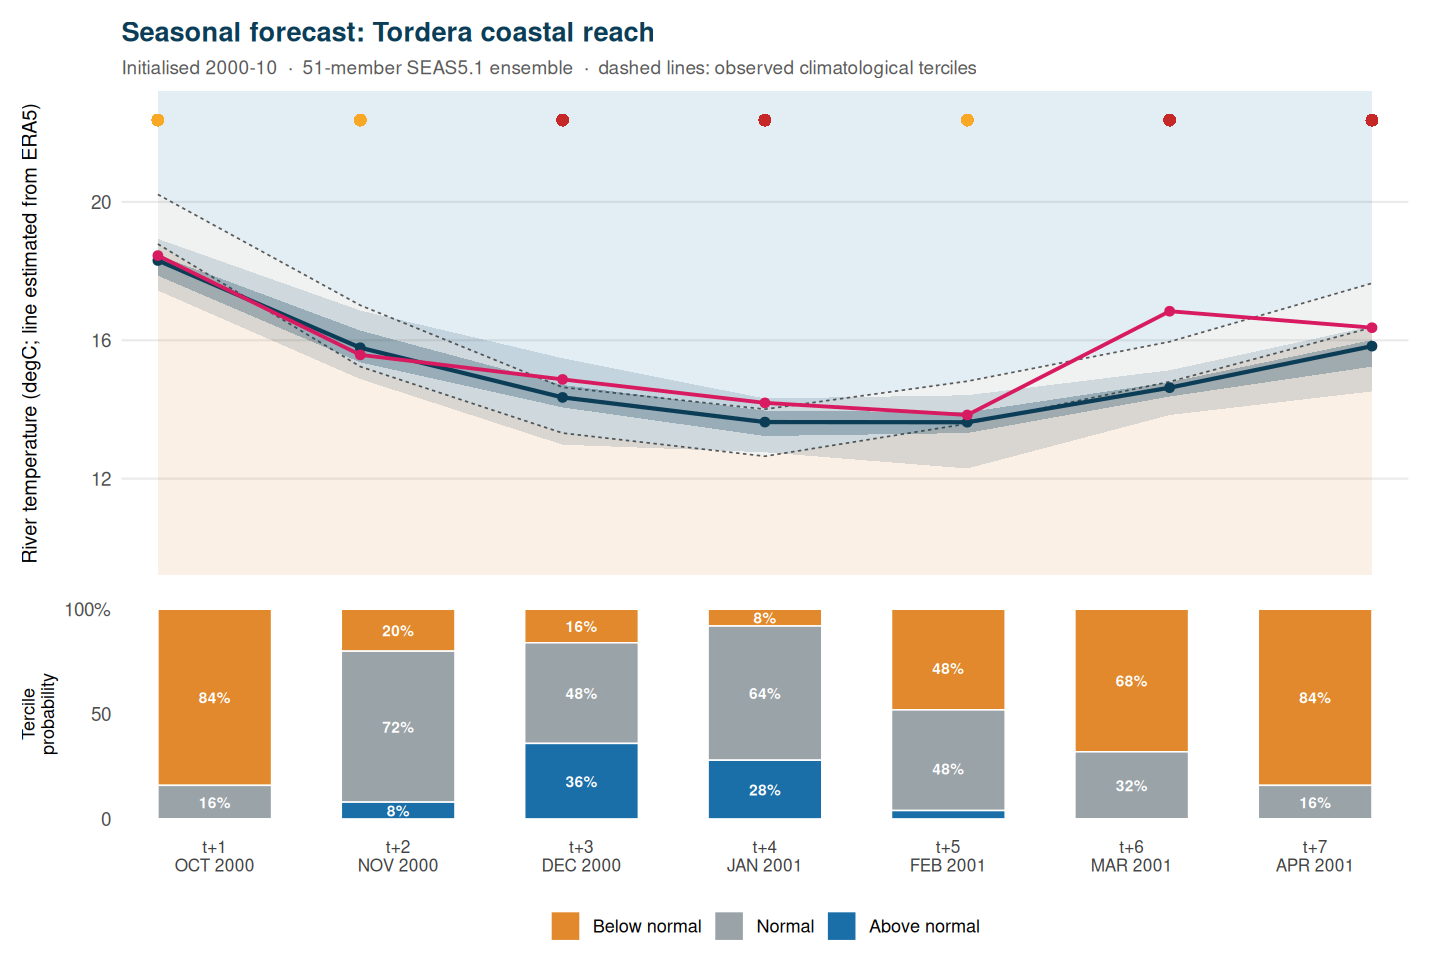 Seasonal forecast: Tordera coastal reach
Initialised 2000-10 · 51-member SEAS5.1 ensemble · dashed lines: observed climatological terciles
River temperature (degC; line estimated from ERA5)
20
16
12
Tercile
probability
100%
50
0
84%
16%
20%
72%
8%
16%
48%
36%
8%
64%
28%
48%
48%
68%
32%
84%
16%
t+1
OCT 2000
t+2
NOV 2000
t+3
DEC 2000
t+4
JAN 2001
t+5
FEB 2001
t+6
MAR 2001
t+7
APR 2001
Below normal
Normal
Above normal